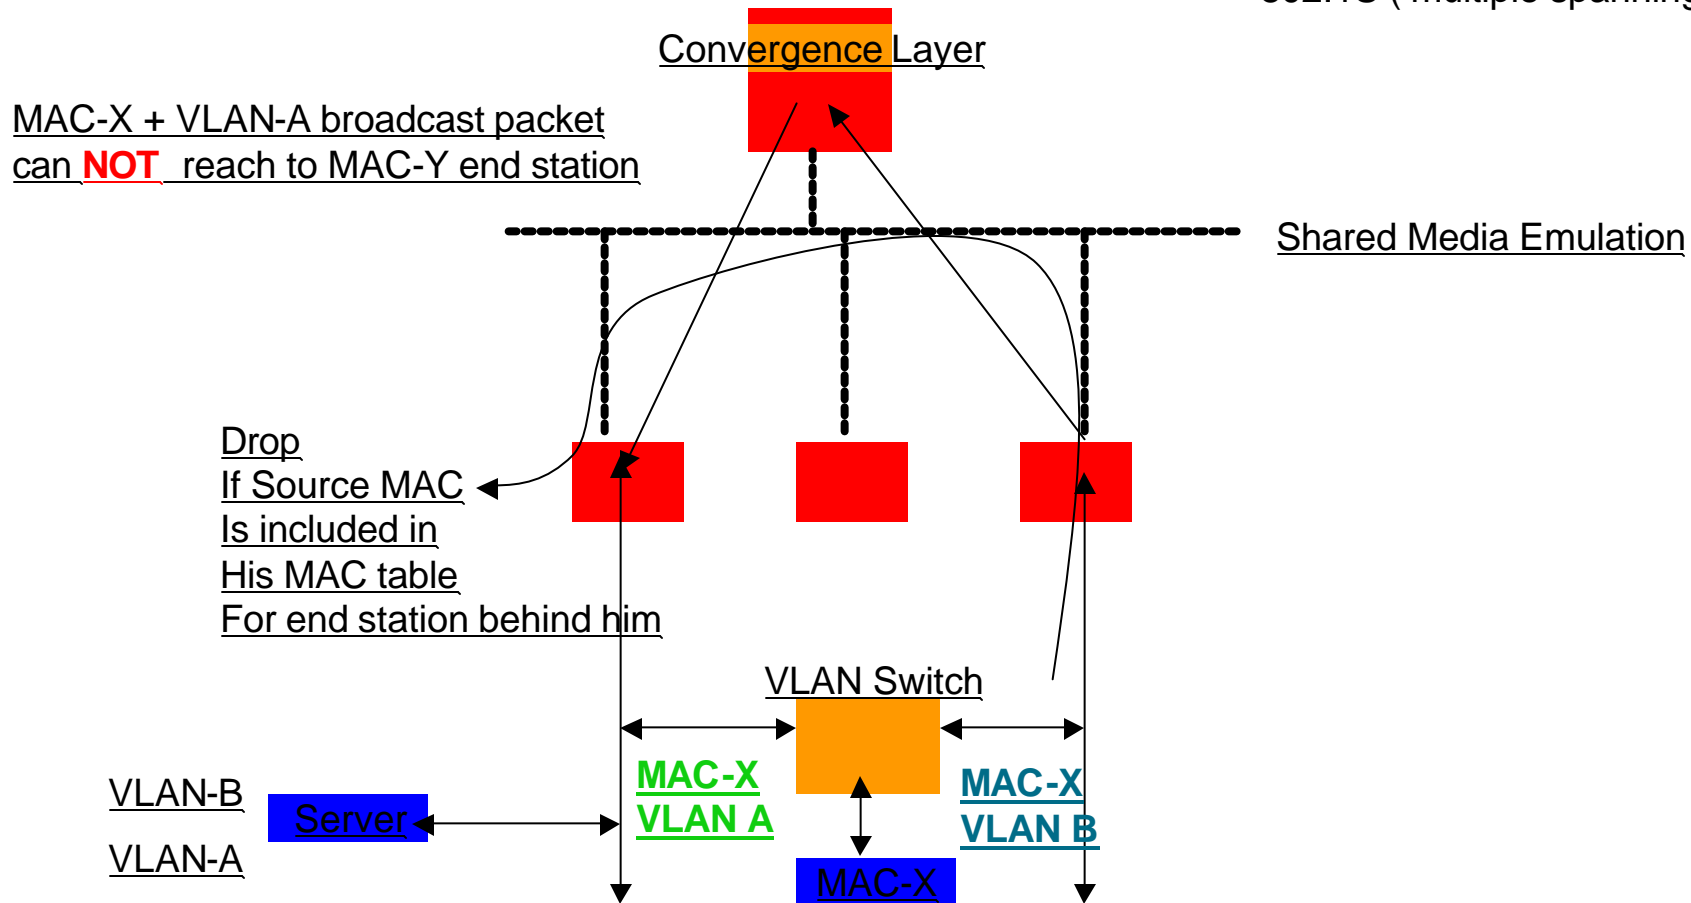 (multiple spanning
Convergence Layer
MAC-X + VLAN-A broadcast packet
can NOT reach to MAC-Y end station
Shared Media Emulation
Drop
If Source MAC
Is included in
His MAC table
For end station behind him
VLAN Switch
MAC-X
VLAN A
MAC-X
VLAN B
VLAN-B
Server
VLAN-A
MAC-X